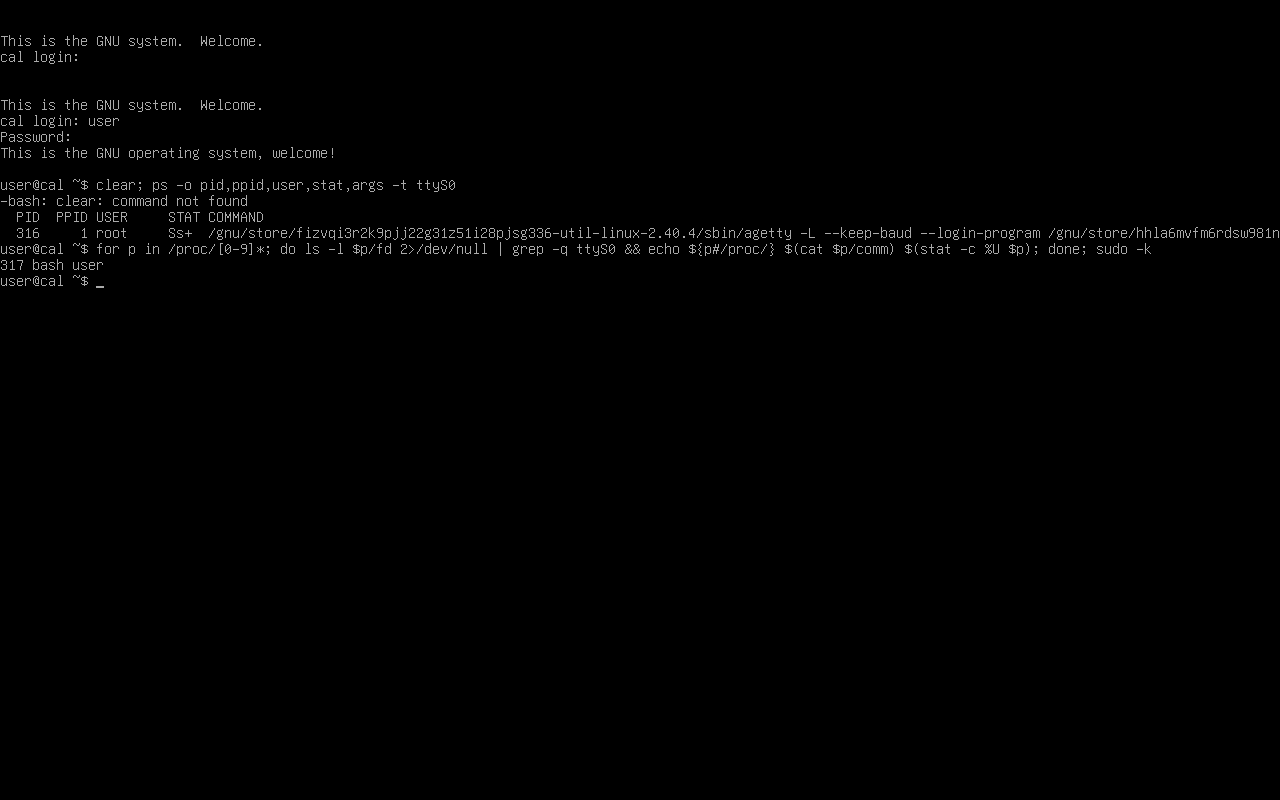 This is the GNU system.  Welcome.
cal login:
This is the GNU system.  Welcome.
cal login: user
Password:
This is the GNU operating system, welcome!
user@cal ~$ clear; ps -o pid,ppid,user,stat,args -t ttyS0
-bash: clear: command not found
  PID  PPID USER     STAT COMMAND
  316     1 root     Ss+  /gnu/store/fizvqi3r2k9pjj22g31z51i28pjsg336-util-linux-2.40.4/sbin/agetty -L --keep-baud --login-program /gnu/store/hhla6mvfm6rdsw981n
user@cal ~$ for p in /proc/[0-9]*; do ls -l $p/fd 2>/dev/null | grep -q ttyS0 && echo ${p#/proc/} $(cat $p/comm) $(stat -c %U $p); done; sudo -k
317 bash user
user@cal ~$ _